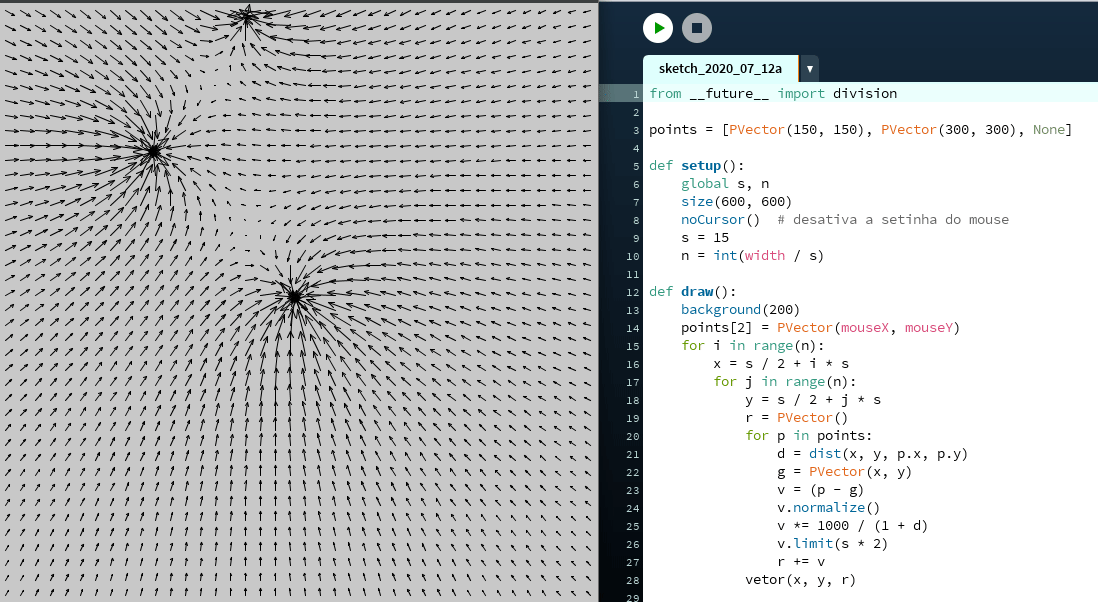 sketch_2020_07_12a ▼
1 from __future__ import division
2
3 points = [PVector(150, 150), PVector(300, 300), None]
4
5 def setup():
6     global s, n
7     size(600, 600)
8     noCursor()  # desativa a setinha do mouse
9     s = 15
10     n = int(width / s)
11
12 def draw():
13     background(200)
14     points[2] = PVector(mouseX, mouseY)
15     for i in range(n):
16         x = s / 2 + i * s
17         for j in range(n):
18             y = s / 2 + j * s
19             r = PVector()
20             for p in points:
21                 d = dist(x, y, p.x, p.y)
22                 g = PVector(x, y)
23                 v = (p - g)
24                 v.normalize()
25                 v *= 1000 / (1 + d)
26                 v.limit(s * 2)
27                 r += v
28             vetor(x, y, r)
29